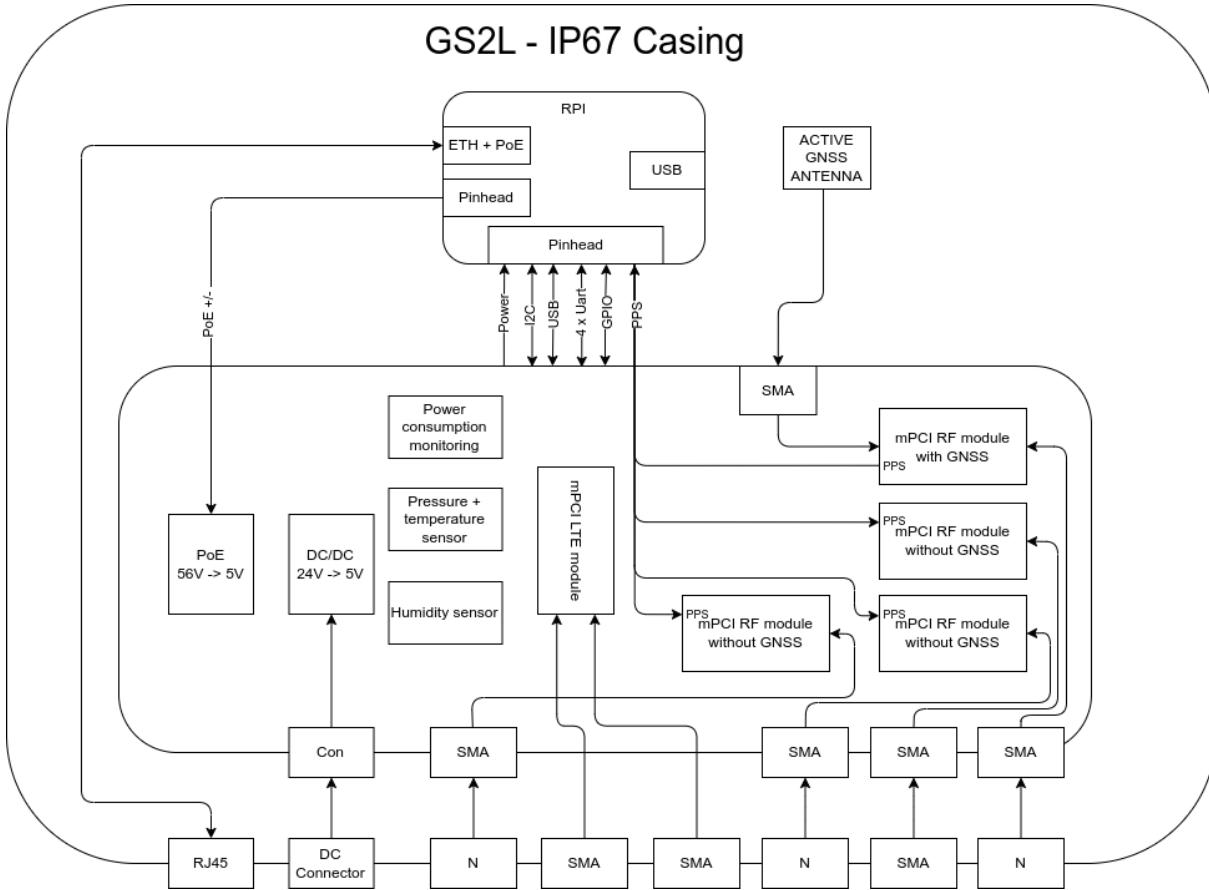 GS2L - IP67 Casing
RPI
ETH + PoE
USB
Pinhead
Pinhead
ACTIVE
GNSS
ANTENNA
PoE +/-
Power
I2C
USB
4 x Uart
GPIO
PPS
SMA
Power
consumption
monitoring
mPCI RF module
with GNSS
PPS
Pressure +
temperature
sensor
mPCI LTE module
PPS
mPCI RF module
without GNSS
PoE
56V -> 5V
DC/DC
24V -> 5V
Humidity sensor
PPS
mPCI RF module
without GNSS
PPS
mPCI RF module
without GNSS
Con
SMA
SMA
SMA
SMA
RJ45
DC
Connector
N
SMA
SMA
N
SMA
N